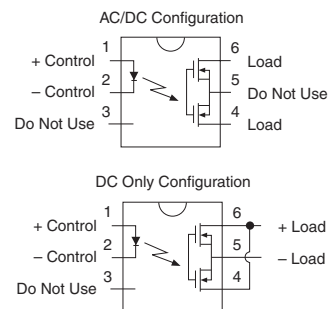 AC/DC Configuration
1
6
+ Control
Load
2
5
– Control
Do Not Use
3
4
Do Not Use
Load
DC Only Configuration
1
6
+ Control
+ Load
2
5
– Control
– Load
3
4
Do Not Use